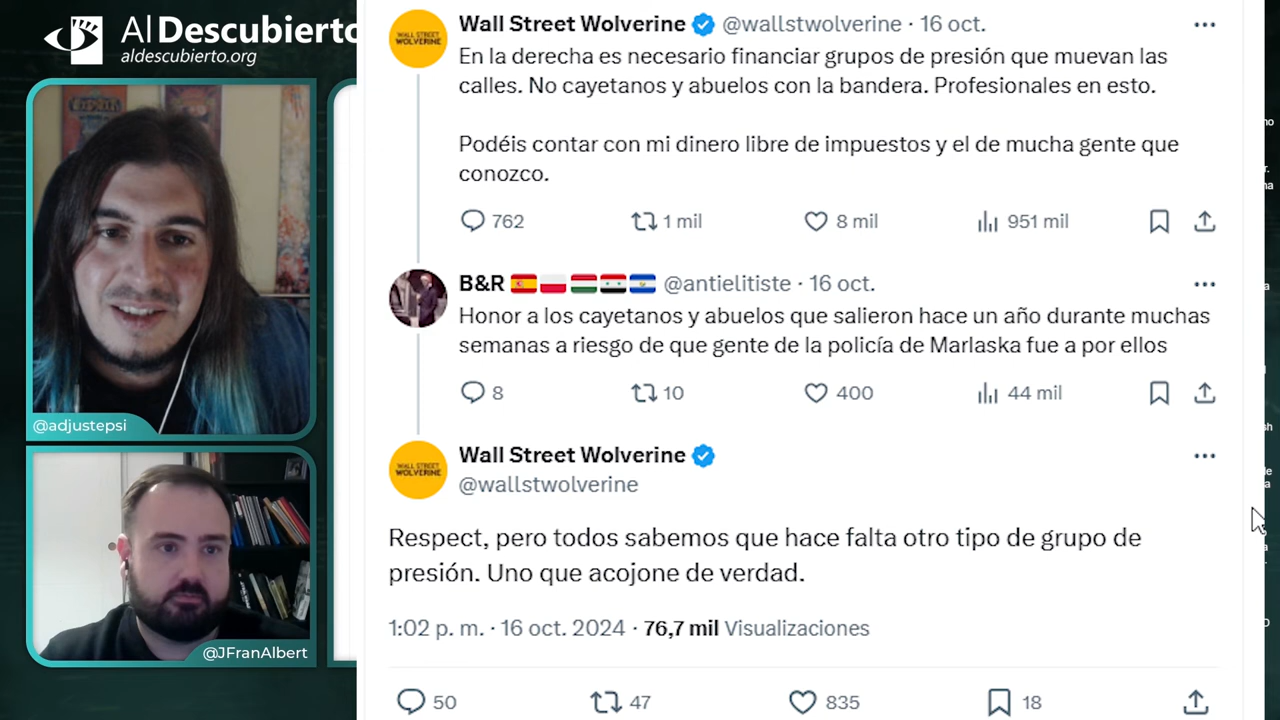 Al Descubierto
aldescubierto.org
@adjustepsi
@JFranAlbert
WALL STREET
WOLVERINE
Wall Street Wolverine @wallstwolverine · 16 oct.
En la derecha es necesario financiar grupos de presión que muevan las
calles. No cayetanos y abuelos con la bandera. Profesionales en esto.
Podéis contar con mi dinero libre de impuestos y el de mucha gente que
conozco.
762 1 mil 8 mil 951 mil
B&R @antielitiste · 16 oct.
Honor a los cayetanos y abuelos que salieron hace un año durante muchas
semanas a riesgo de que gente de la policía de Marlaska fue a por ellos
8 10 400 44 mil
WALL STREET
WOLVERINE
Wall Street Wolverine
@wallstwolverine
Respect, pero todos sabemos que hace falta otro tipo de grupo de
presión. Uno que acojone de verdad.
1:02 p. m. · 16 oct. 2024 · 76,7 mil Visualizaciones
50 47 835 18